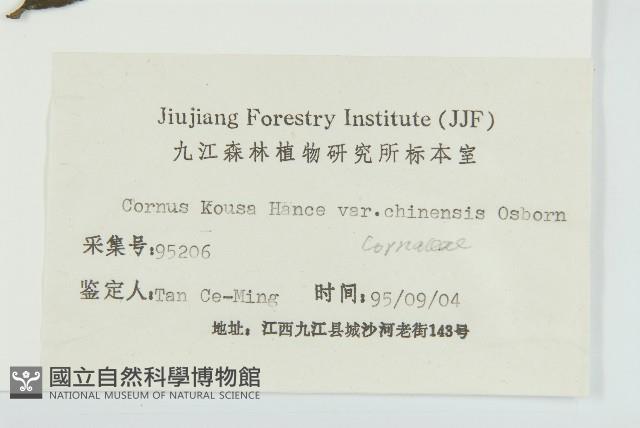 Jiujiang Forestry Institute (JJF)
九江森林植物研究所标本室
Cornus Kousa Hance var.chinensis Osborn
Cornaceae
采集号:95206
鉴定人:Tan Ce-Ming 时间:95/09/04
地址: 江西九江县城沙河老街143号
國立自然科學博物館
NATIONAL MUSEUM OF NATURAL SCIENCE